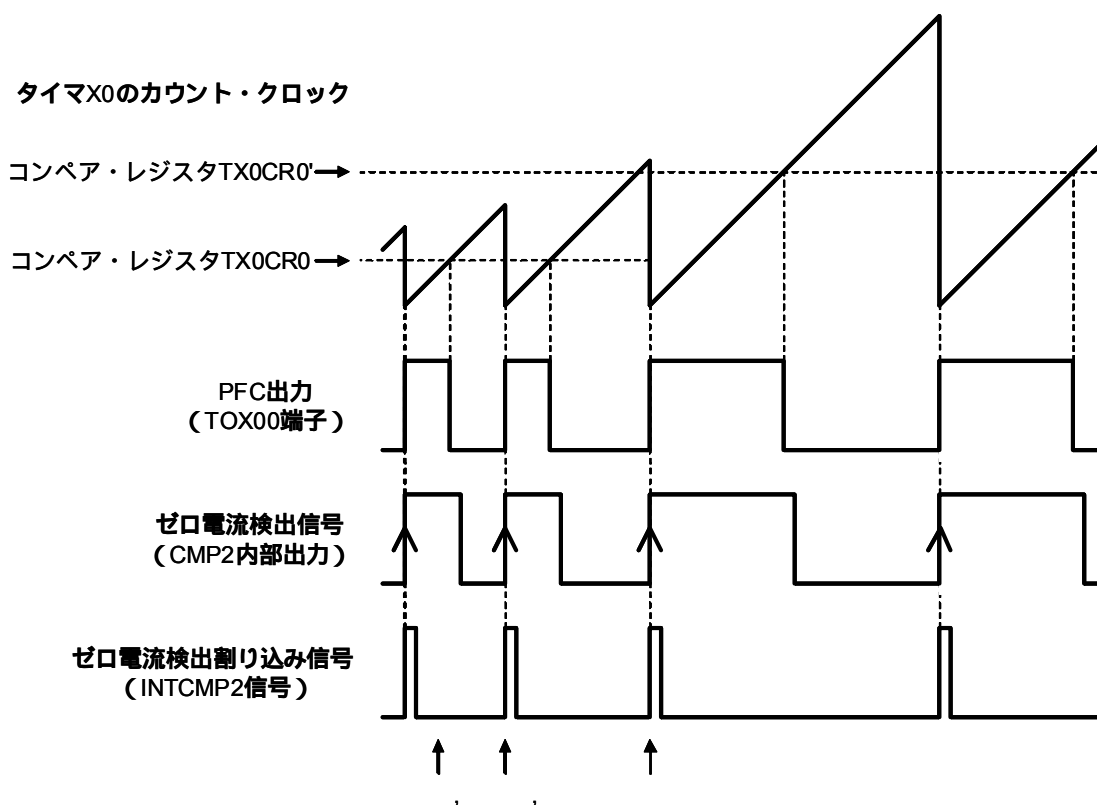 タイマX0のカウント・クロック
コンペア・レジスタTX0CR0'
コンペア・レジスタTX0CR0
PFC出力
（TOX00端子）
ゼロ電流検出信号
（CMP2内部出力）
ゼロ電流検出割り込み信号
（INTCMP2信号）